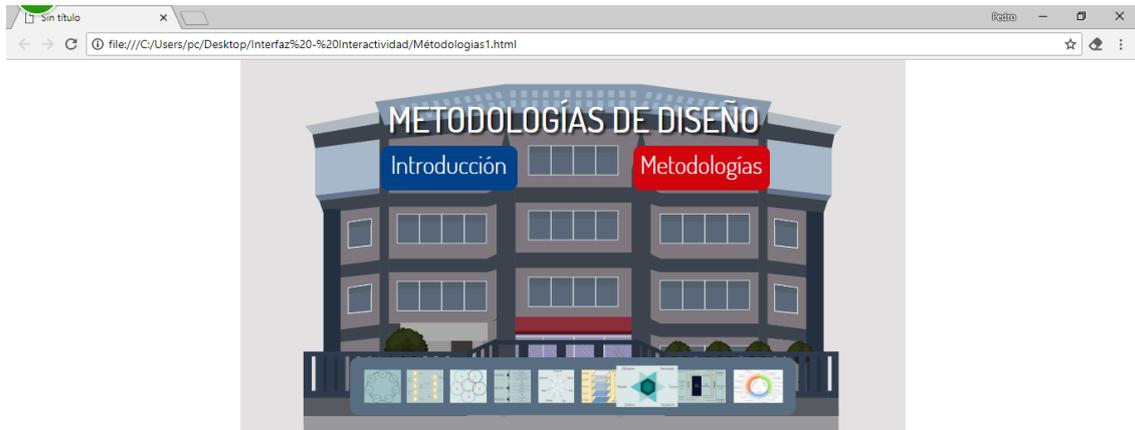 Sin título
Pedro
file:///C:/Users/pc/Desktop/Interfaz%20-%20Interactividad/Métodologias1.html
METODOLOGÍAS DE DISEÑO
Introducción
Metodologías